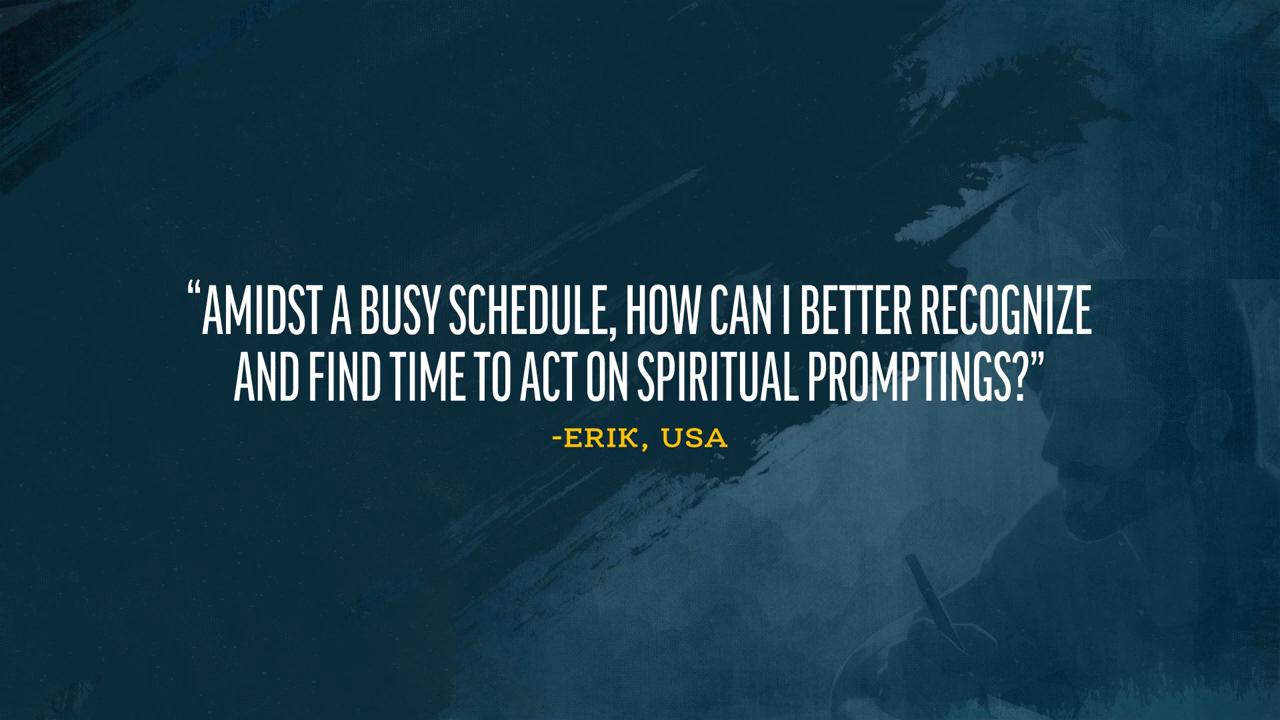 “AMIDST A BUSY SCHEDULE, HOW CAN I BETTER RECOGNIZE
AND FIND TIME TO ACT ON SPIRITUAL PROMPTINGS?”
-ERIK, USA